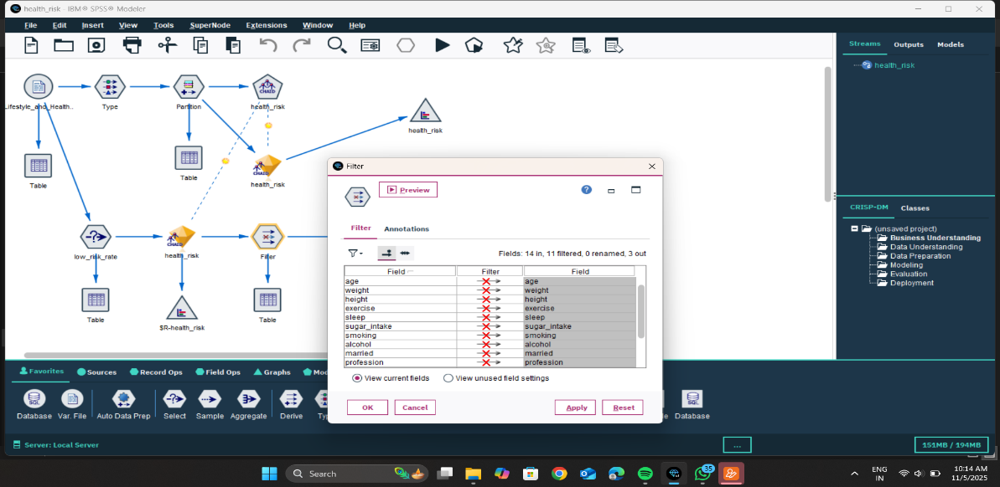 health_risk - IBM® SPSS® Modeler
File Edit Insert View Tools SuperNode Extensions Window Help
Streams Outputs Models
health_risk
Lifestyle_and_Health...
Type
Partition
health_risk
health_risk
Table
Table
health_risk
low_risk_rate
health_risk
Filter
Table
$R-health_risk
Table
CHAID
CHAID
CHAID
Filter
Preview
Filter Annotations
Fields: 14 in, 11 filtered, 0 renamed, 3 out
Field Filter Field
age age
weight weight
height height
exercise exercise
sleep sleep
sugar_intake sugar_intake
smoking smoking
alcohol alcohol
married married
profession profession
View current fields View unused field settings
OK Cancel Apply Reset
CRISP-DM Classes
(unsaved project)
Business Understanding
Data Understanding
Data Preparation
Modeling
Evaluation
Deployment
Favorites Sources Record Ops Field Ops Graphs
Database Var. File Auto Data Prep Select Sample Aggregate Derive Database
SQL SQL
Server: Local Server
...
151MB / 194MB
Search
35
ENG
IN
10:14 AM
11/5/2025